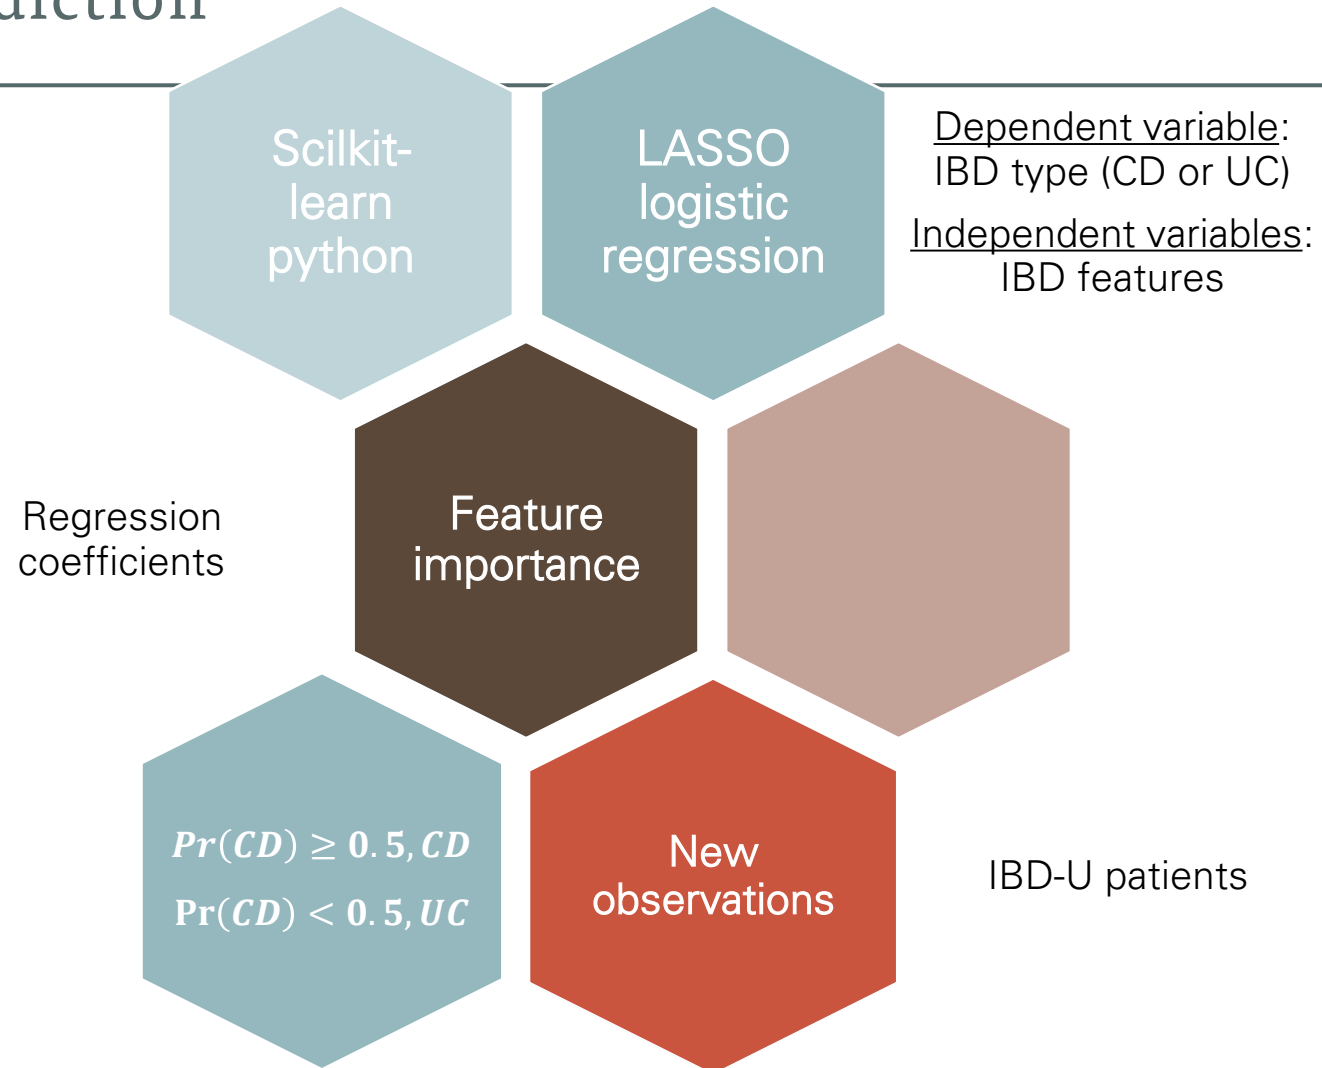 diction
Scilkit-
learn
python
LASSO
logistic
regression
Dependent variable:
IBD type (CD or UC)
Independent variables:
IBD features
Regression
coefficients
Feature
importance
Pr(CD) ≥ 0.5, CD
Pr(CD) < 0.5, UC
New
observations
IBD-U patients